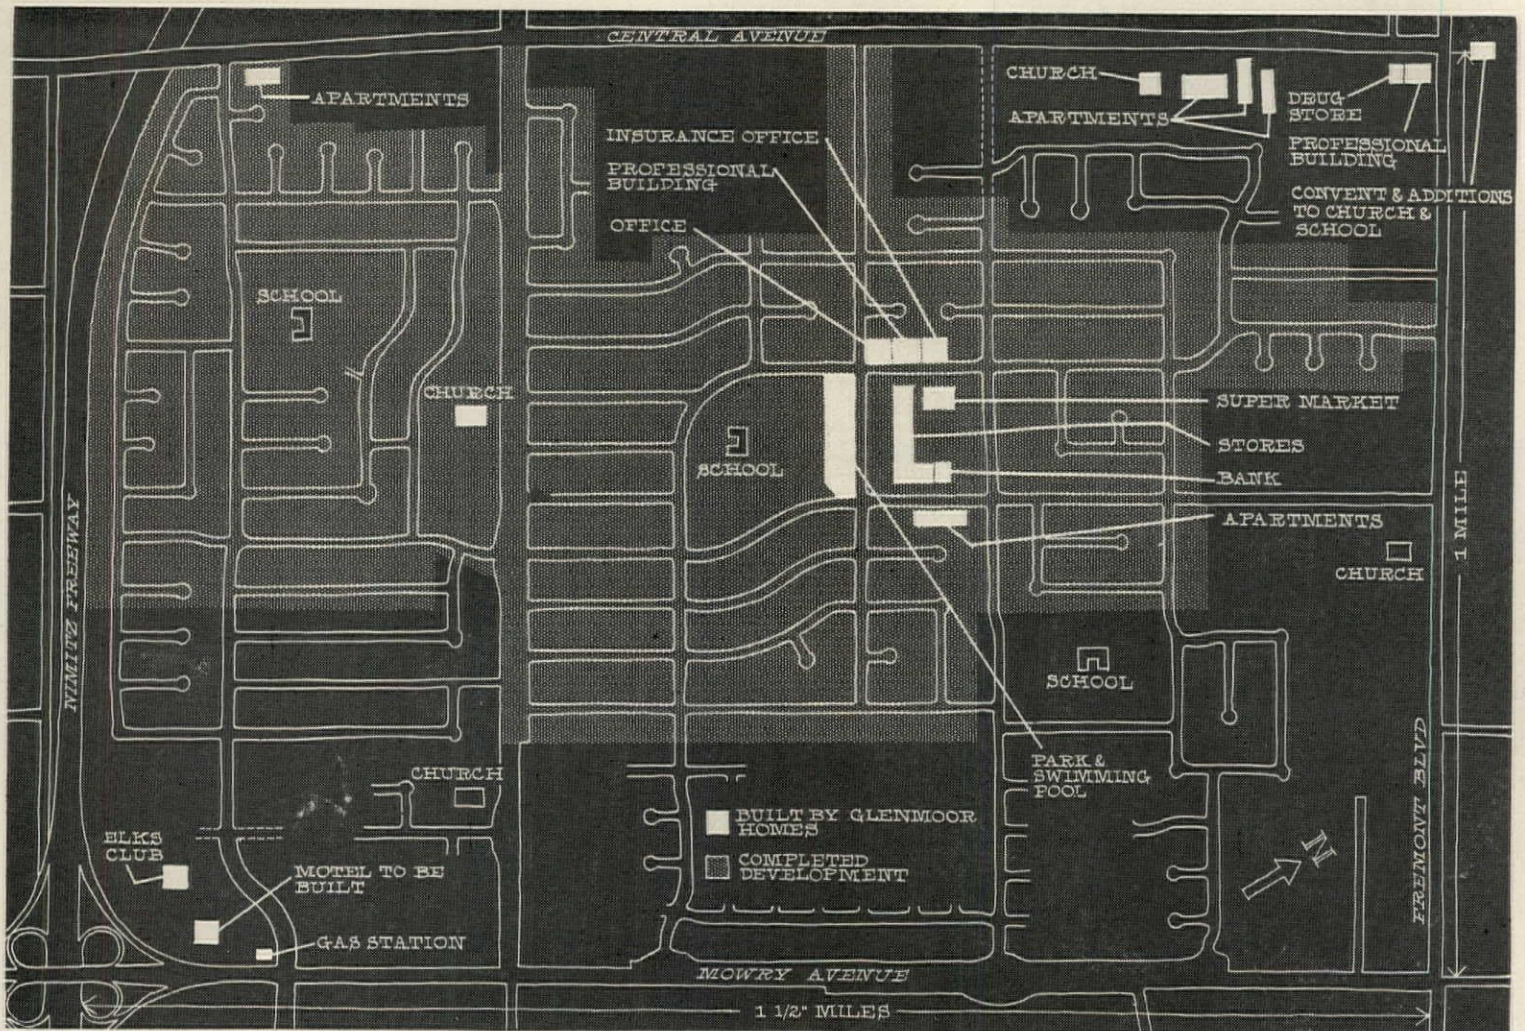 CENTRAL AVENUE
APARTMENTS
CHURCH
APARTMENTS
DRUG
STORE
PROFESSIONAL
BUILDING
CONVENT & ADDITIONS
TO CHURCH &
SCHOOL
INSURANCE OFFICE
PROFESSIONAL
BUILDING
OFFICE
SCHOOL
CHURCH
SCHOOL
SUPER MARKET
STORES
BANK
APARTMENTS
CHURCH
1 MILE
NIMITZ FREEWAY
SCHOOL
PARK &
SWIMMING
POOL
FREMONT BLVD
CHURCH
BUILT BY GLENMOOR
HOMES
COMPLETED
DEVELOPMENT
N
ELKS
CLUB
MOTEL TO BE
BUILT
GAS STATION
MOWRY AVENUE
1 1/2" MILES